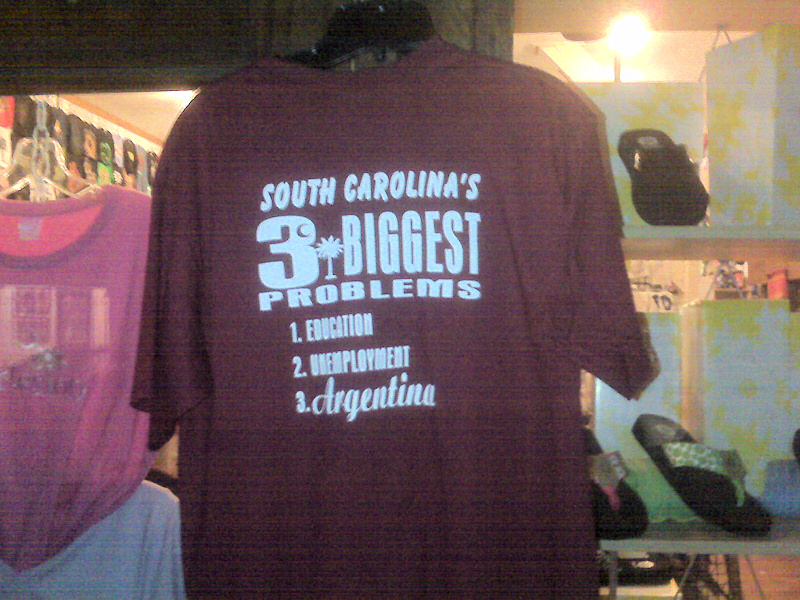 SOUTH CAROLINA'S
3 BIGGEST
PROBLEMS
1. EDUCATION
2. UNEMPLOYMENT
3. Argentina